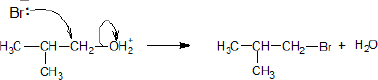 Br:
H₃C—CH—CH₂—OH₂⁺ ⟶ H₃C—CH—CH₂—Br + H₂O
CH₃ CH₃